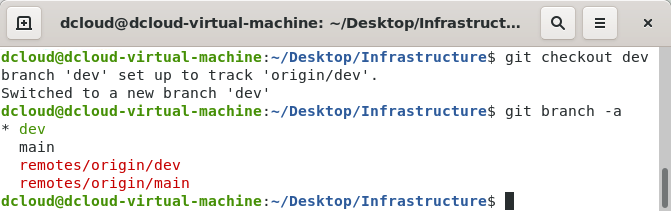 dcloud@dcloud-virtual-machine: ~/Desktop/Infrastruct...
dcloud@dcloud-virtual-machine:~/Desktop/Infrastructure$ git checkout dev
branch 'dev' set up to track 'origin/dev'.
Switched to a new branch 'dev'
dcloud@dcloud-virtual-machine:~/Desktop/Infrastructure$ git branch -a
* dev
  main
  remotes/origin/dev
  remotes/origin/main
dcloud@dcloud-virtual-machine:~/Desktop/Infrastructure$